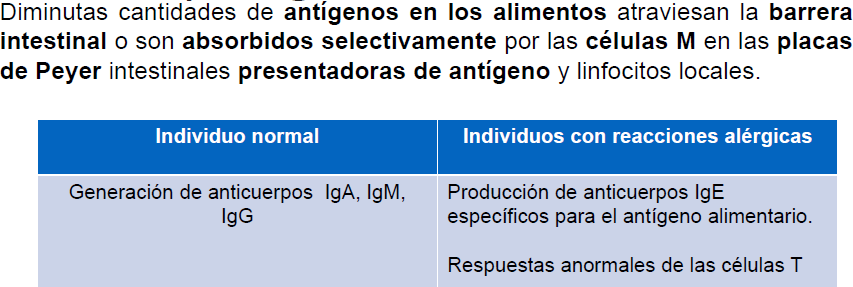 Diminutas cantidades de antígenos en los alimentos atraviesan la barrera
intestinal o son absorbidos selectivamente por las células M en las placas
de Peyer intestinales presentadoras de antígeno y linfocitos locales.
Individuo normal
Individuos con reacciones alérgicas
Generación de anticuerpos IgA, IgM,
IgG
Producción de anticuerpos IgE
específicos para el antígeno alimentario.
Respuestas anormales de las células T